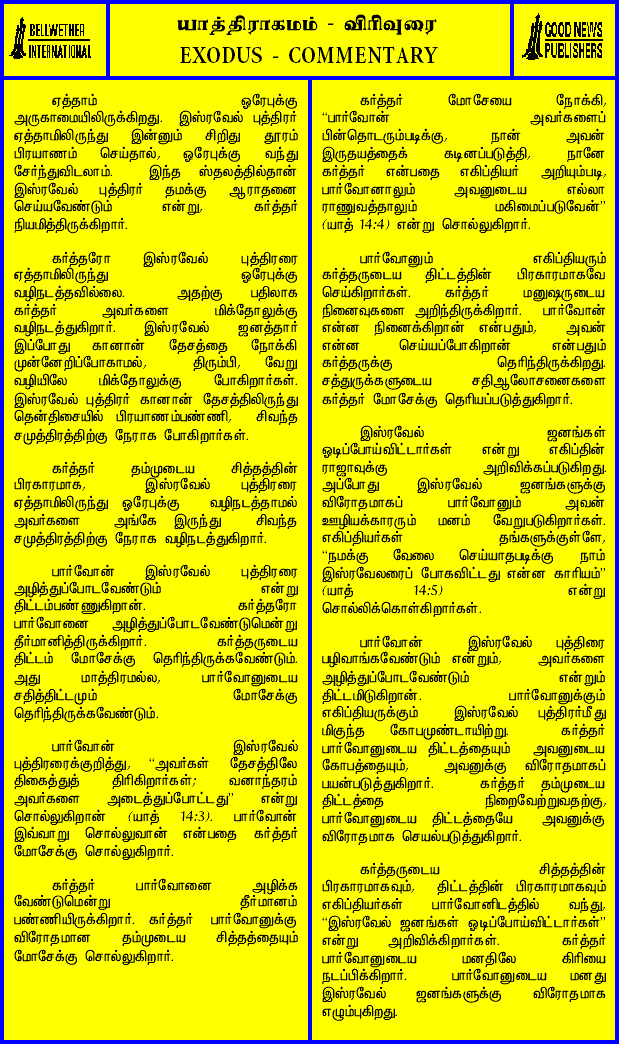 BELLWETHER
INTERNATIONAL
யாத்திராகமம் - விரிவுரை
EXODUS - COMMENTARY
GOOD NEWS
PUBLISHERS
ஏத்தாம் ஓரேபுக்கு
அருகாமையிலிருக்கிறது. இஸ்ரவேல் புத்திரர்
ஏத்தாமிலிருந்து இன்னும் சிறிது தூரம்
பிரயாணம் செய்தால், ஓரேபுக்கு வந்து
சேர்ந்துவிடலாம். இந்த ஸ்தலத்தில்தான்
இஸ்ரவேல் புத்திரர் தமக்கு ஆராதனை
செய்யவேண்டும் என்று, கர்த்தர்
நியமித்திருக்கிறார்.
கர்த்தரோ இஸ்ரவேல் புத்திரரை
ஏத்தாமிலிருந்து ஓரேபுக்கு
வழிநடத்தவில்லை. அதற்கு பதிலாக
கர்த்தர் அவர்களை மிக்தோலுக்கு
வழிநடத்துகிறார். இஸ்ரவேல் ஜனத்தார்
இப்போது கானான் தேசத்தை நோக்கி
முன்னேறிப்போகாமல், திரும்பி, வேறு
வழியிலே மிக்தோலுக்கு போகிறார்கள்.
இஸ்ரவேல் புத்திரர் கானான் தேசத்திலிருந்து
தென்திசையில் பிரயாணம்பண்ணி, சிவந்த
சமுத்திரத்திற்கு நேராக போகிறார்கள்.
கர்த்தர் தம்முடைய சித்தத்தின்
பிரகாரமாக, இஸ்ரவேல் புத்திரரை
ஏத்தாமிலிருந்து ஓரேபுக்கு வழிநடத்தாமல்
அவர்களை அங்கே இருந்து சிவந்த
சமுத்திரத்திற்கு நேராக வழிநடத்துகிறார்.
பார்வோன் இஸ்ரவேல் புத்திரரை
அழித்துப்போடவேண்டும் என்று
திட்டம்பண்ணுகிறான். கர்த்தரோ
பார்வோனை அழித்துப்போடவேண்டுமென்று
தீர்மானித்திருக்கிறார். கர்த்தருடைய
திட்டம் மோசேக்கு தெரிந்திருக்கவேண்டும்.
அது மாத்திரமல்ல, பார்வோனுடைய
சதித்திட்டமும் மோசேக்கு
தெரிந்திருக்கவேண்டும்.
பார்வோன் இஸ்ரவேல்
புத்திரரைக்குறித்து, “அவர்கள் தேசத்திலே
திகைத்துத் திரிகிறார்கள்; வனாந்தரம்
அவர்களை அடைத்துப்போட்டது” என்று
சொல்லுகிறான் (யாத் 14:3). பார்வோன்
இவ்வாறு சொல்லுவான் என்பதை கர்த்தர்
மோசேக்கு சொல்லுகிறார்.
கர்த்தர் பார்வோனை அழிக்க
வேண்டுமென்று தீர்மானம்
பண்ணியிருக்கிறார். கர்த்தர் பார்வோனுக்கு
விரோதமான தம்முடைய சித்தத்தையும்
மோசேக்கு சொல்லுகிறார்.
கர்த்தர் மோசேயை நோக்கி,
“பார்வோன் அவர்களைப்
பின்தொடரும்படிக்கு, நான் அவன்
இருதயத்தைக் கடினப்படுத்தி, நானே
கர்த்தர் என்பதை எகிப்தியர் அறியும்படி,
பார்வோனாலும் அவனுடைய எல்லா
ராணுவத்தாலும் மகிமைப்படுவேன்”
(யாத் 14:4) என்று சொல்லுகிறார்.
பார்வோனும் எகிப்தியரும்
கர்த்தருடைய திட்டத்தின் பிரகாரமாகவே
செய்கிறார்கள். கர்த்தர் மனுஷருடைய
நினைவுகளை அறிந்திருக்கிறார். பார்வோன்
என்ன நினைக்கிறான் என்பதும், அவன்
என்ன செய்யப்போகிறான் என்பதும்
கர்த்தருக்கு தெரிந்திருக்கிறது.
சத்துருக்களுடைய சதிஆலோசனைகளை
கர்த்தர் மோசேக்கு தெரியப்படுத்துகிறார்.
இஸ்ரவேல் ஜனங்கள்
ஓடிப்போய்விட்டார்கள் என்று எகிப்தின்
ராஜாவுக்கு அறிவிக்கப்படுகிறது.
அப்போது இஸ்ரவேல் ஜனங்களுக்கு
விரோதமாகப் பார்வோனும் அவன்
ஊழியக்காரரும் மனம் வேறுபடுகிறார்கள்.
எகிப்தியர்கள் தங்களுக்குள்ளே,
“நமக்கு வேலை செய்யாதபடிக்கு நாம்
இஸ்ரவேலரைப் போகவிட்டது என்ன காரியம்”
(யாத் 14:5) என்று
சொல்லிக்கொள்கிறார்கள்.
பார்வோன் இஸ்ரவேல் புத்திரை
பழிவாங்கவேண்டும் என்றும், அவர்களை
அழித்துப்போடவேண்டும் என்றும்
திட்டமிடுகிறான். பார்வோனுக்கும்
எகிப்தியருக்கும் இஸ்ரவேல் புத்திரர்மீது
மிகுந்த கோபமுண்டாயிற்று. கர்த்தர்
பார்வோனுடைய திட்டத்தையும் அவனுடைய
கோபத்தையும், அவனுக்கு விரோதமாகப்
பயன்படுத்துகிறார். கர்த்தர் தம்முடைய
திட்டத்தை நிறைவேற்றுவதற்கு,
பார்வோனுடைய திட்டத்தையே அவனுக்கு
விரோதமாக செயல்படுத்துகிறார்.
கர்த்தருடைய சித்தத்தின்
பிரகாரமாகவும், திட்டத்தின் பிரகாரமாகவும்
எகிப்தியர்கள் பார்வோனிடத்தில் வந்து,
“இஸ்ரவேல் ஜனங்கள் ஓடிப்போய்விட்டார்கள்”
என்று அறிவிக்கிறார்கள். கர்த்தர்
பார்வோனுடைய மனதிலே கிரியை
நடப்பிக்கிறார். பார்வோனுடைய மனது
இஸ்ரவேல் ஜனங்களுக்கு விரோதமாக
எழும்புகிறது.